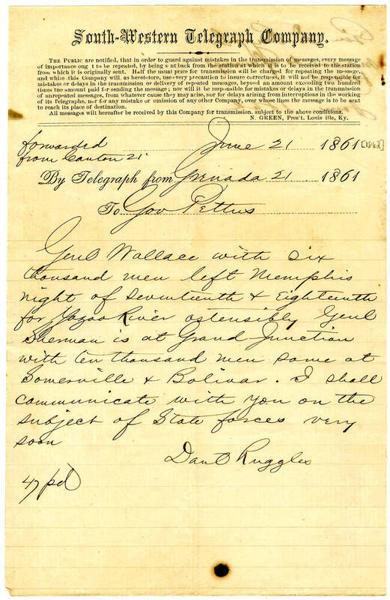 South-Western Telegraph Company.
THE PUBLIC are notified, that in order to guard against mistakes in the transmission of messages, every message
of importance ought to be repeated, by being sent back from the station at which it is to be received to the station
from which it is originally sent. Half the usual price for transmission will be charged for repeating the message,
and while this Company will as heretofore, use every precaution to insure correctness, it will not be responsible for
mistakes or delays in the transmission or delivery of repeated messages, beyond an amount exceeding two hundred
times the amount paid for sending the message; nor will it be responsible for mistakes or delays in the transmission
of unrepeated messages, from whatever cause they may arise, nor for delays arising from interruptions in the working
of its Telegraphs, nor for any mistake or omission of any other Company, over whose lines the message is to be sent
to reach its place of destination.
All messages will hereafter be received by this Company for transmission, subject to the above conditions.
N. GREEN, Pres't. Louisville, Ky.
forwarded June 21 1861
from Canton 21
By Telegraph from Grenada 21 1861
To Gov Pettus
Genl Wallace with six
thousand men left Memphis
night of Seventeenth & Eighteenth
for Yazoo River ostensibly Genl
Sherman is at Grand Junction
with ten thousand men some at
Somerville & Bolivar. I shall
communicate with you on the
subject of State forces very
soon
Danl Ruggles
47 pd